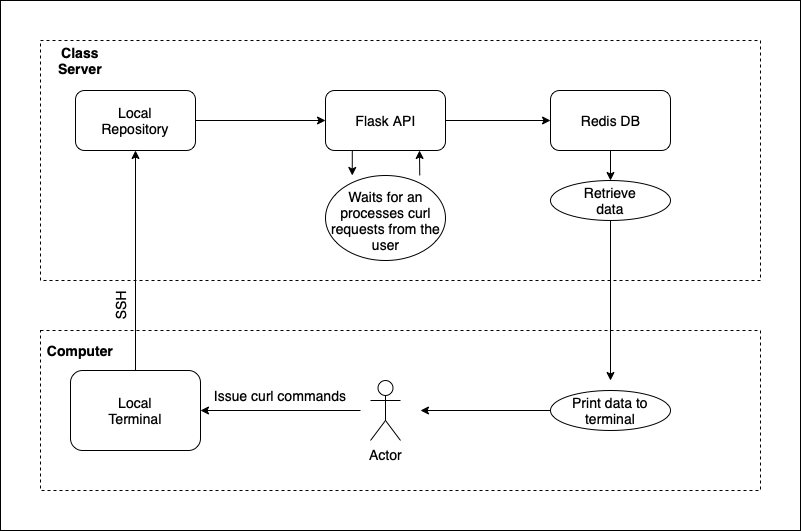 Class
Server
Local
Repository
Flask API
Redis DB
Waits for an
processes curl
requests from the
user
Retrieve
data
SSH
Computer
Local
Terminal
Issue curl commands
Actor
Print data to
terminal